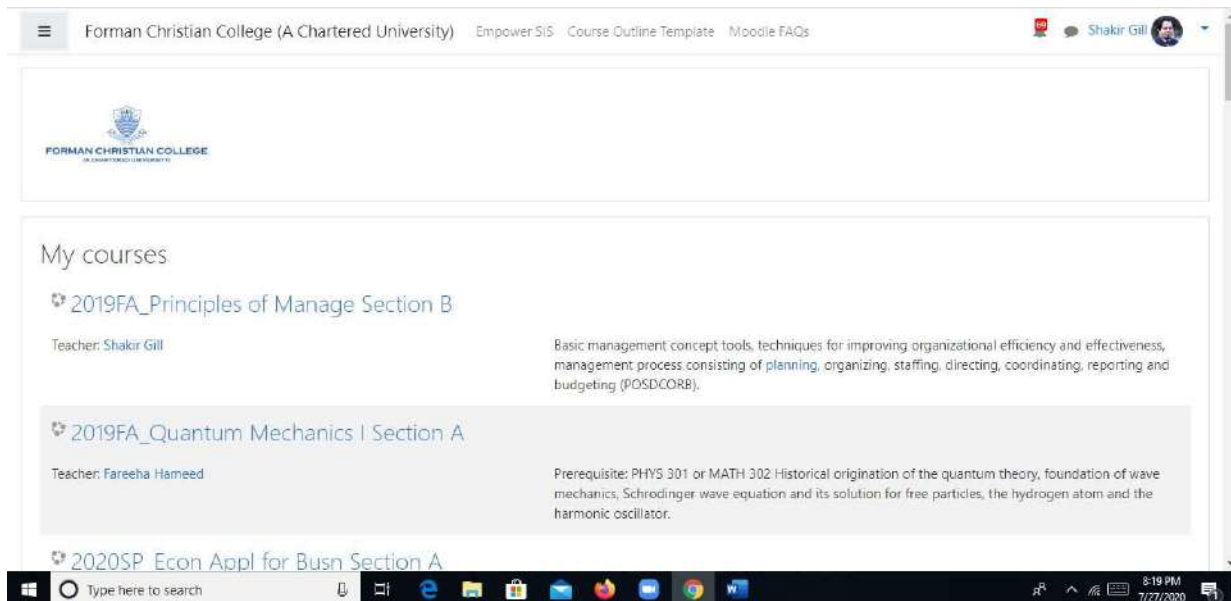 Forman Christian College (A Chartered University) Empower SiS Course Outline Template Moodle FAQs
69 Shakir Gill
FORMAN CHRISTIAN COLLEGE
(A CHARTERED UNIVERSITY)
My courses
2019FA_Principles of Manage Section B
Teacher: Shakir Gill
Basic management concept tools, techniques for improving organizational efficiency and effectiveness,
management process consisting of planning, organizing, staffing, directing, coordinating, reporting and
budgeting (POSDCORB).
2019FA_Quantum Mechanics I Section A
Teacher: Fareeha Hameed
Prerequisite: PHYS 301 or MATH 302 Historical origination of the quantum theory, foundation of wave
mechanics, Schrodinger wave equation and its solution for free particles, the hydrogen atom and the
harmonic oscillator.
2020SP_Econ Appl for Busn Section A
Type here to search
8:19 PM
7/27/2020